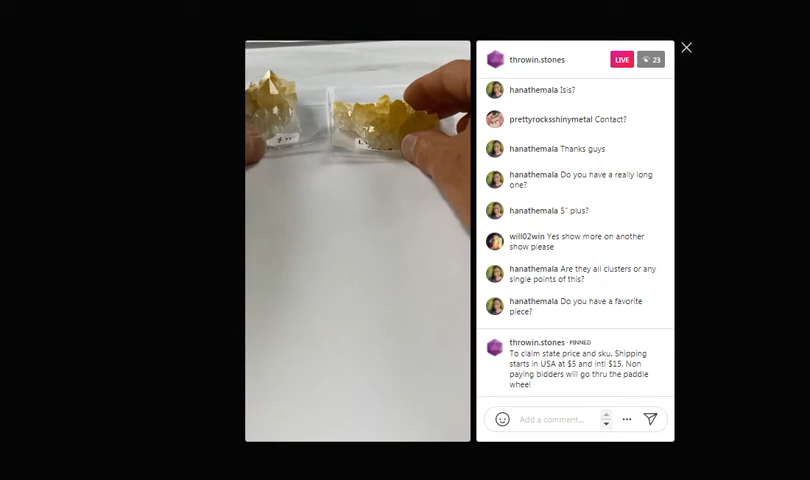 throwin.stones
LIVE
23
hanathemala Isis?
prettyrocksshinymetal Contact?
hanathemala Thanks guys
hanathemala Do you have a really long
one?
hanathemala 5" plus?
will02win Yes show more on another
show please
hanathemala Are they all clusters or any
single points of this?
hanathemala Do you have a favorite
piece?
throwin.stones · PINNED
To claim state price and sku. Shipping
starts in USA at $5 and intl $15. Non
paying bidders will go thru the paddle
wheel
Add a comment...